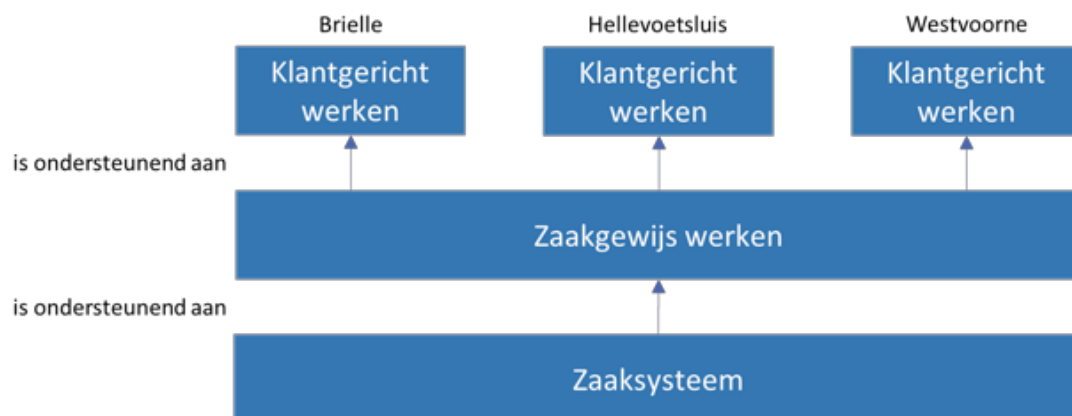 Brielle
Hellevoetsluis
Westvoorne
Klantgericht
werken
Klantgericht
werken
Klantgericht
werken
is ondersteunend aan
Zaakgewijs werken
is ondersteunend aan
Zaaksysteem